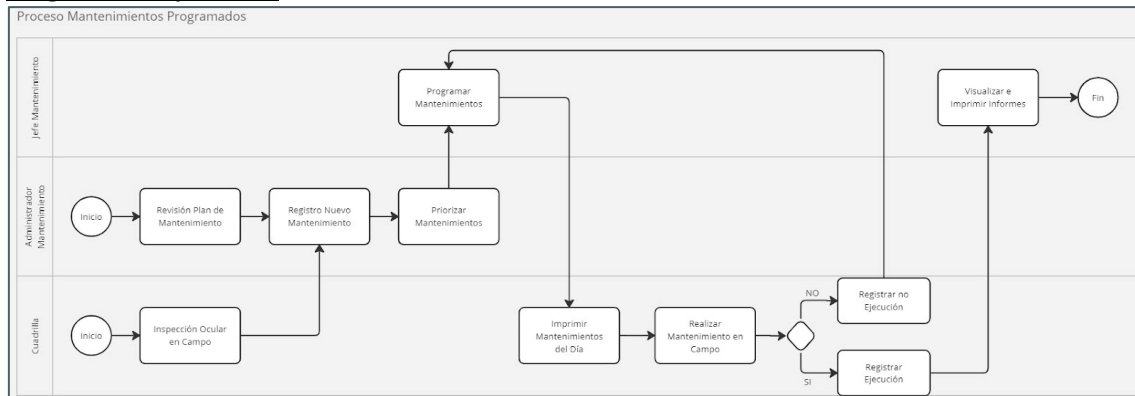 Proceso Mantenimientos Programados
Jefe Mantenimiento
Programar
Mantenimientos
Visualizar e
Imprimir Informes
Fin
Administrador
Mantenimiento
Inicio
Revisión Plan de
Mantenimiento
Registro Nuevo
Mantenimiento
Priorizar
Mantenimientos
Cuadrilla
Inicio
Inspección Ocular
en Campo
Imprimir
Mantenimientos
del Día
Realizar
Mantenimiento en
Campo
NO
Registrar no
Ejecución
SI
Registrar
Ejecución